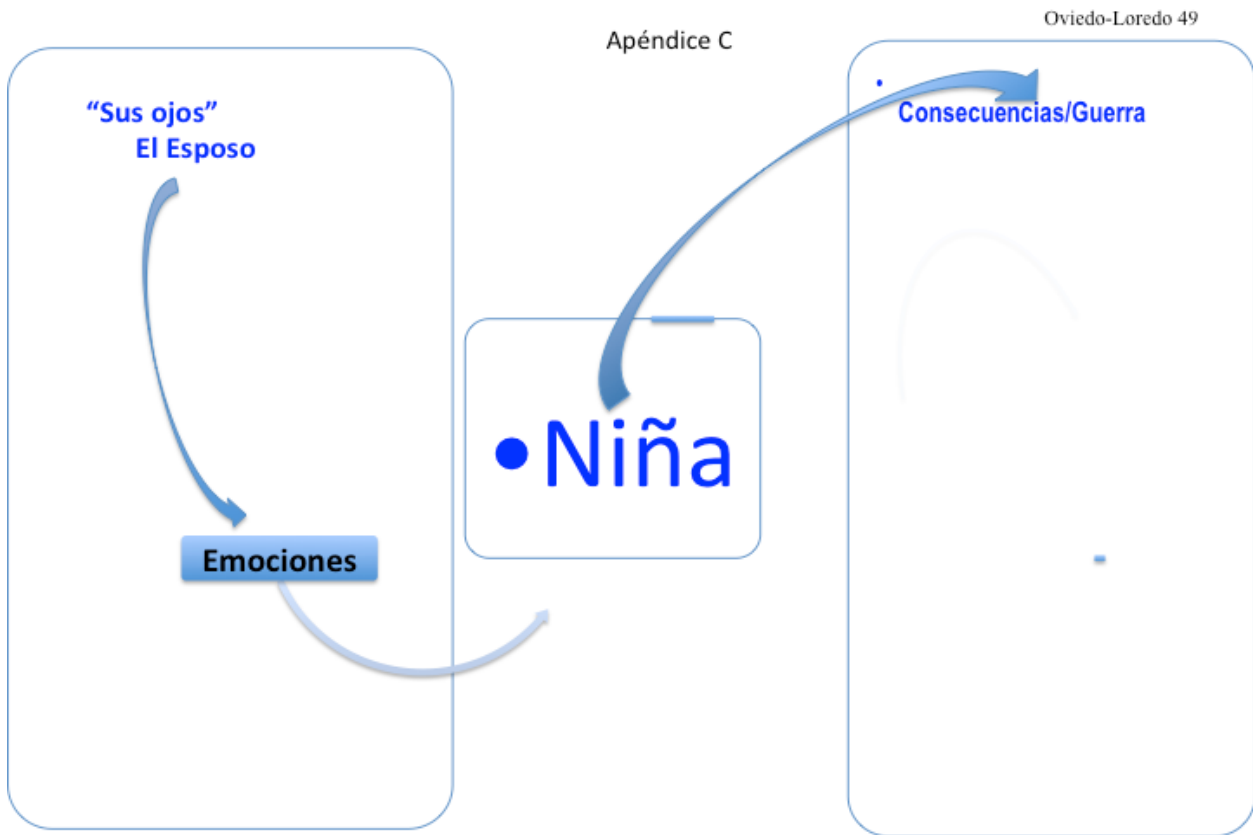 Oviedo-Loredo 49
Apéndice C
“Sus ojos”
El Esposo
Emociones
•Niña
•
Consecuencias/Guerra